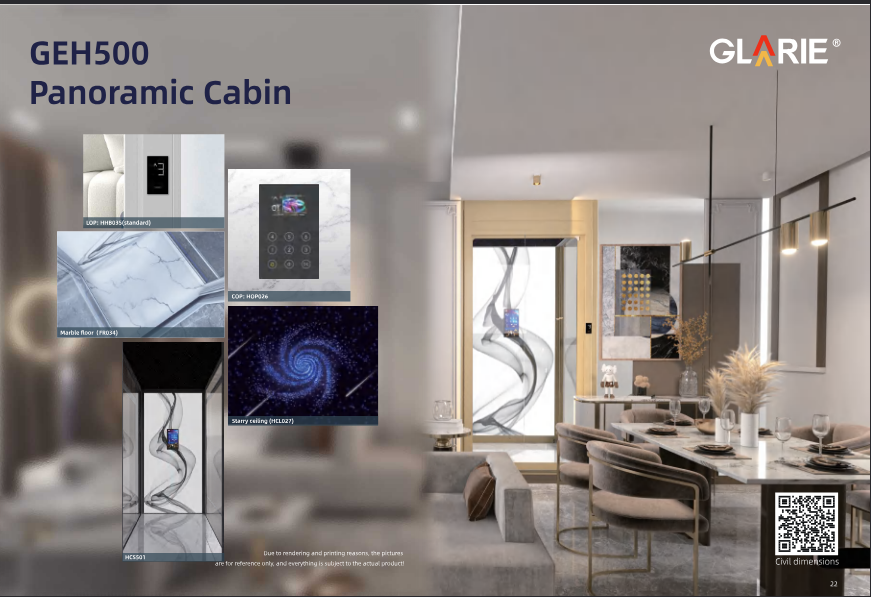 GEH500
Panoramic Cabin
GLARIE®
LOP: HHB035(standard)
COP: HOP026
Marble floor (FR034)
Starry ceiling (HCL027)
HCS501
Due to rendering and printing reasons, the pictures
are for reference only, and everything is subject to the actual product!
Civil dimensions
22